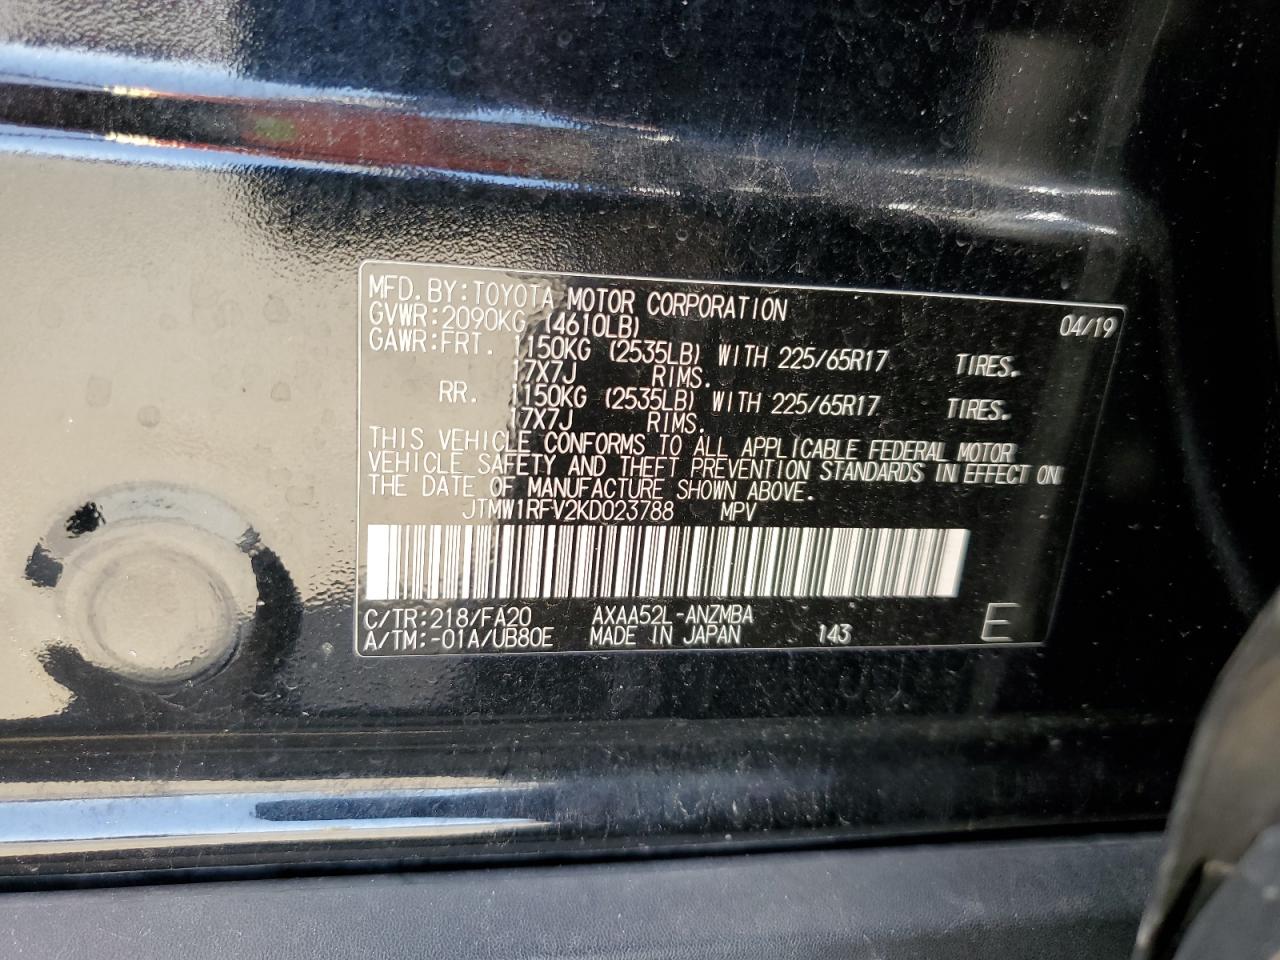 MFD. BY: TOYOTA MOTOR CORPORATION 04/19
GVWR: 2090KG (4610LB)
GAWR: FRT. 1150KG (2535LB) WITH 225/65R17 TIRES.
17X7J RIMS.
RR. 1150KG (2535LB) WITH 225/65R17 TIRES.
17X7J RIMS.
THIS VEHICLE CONFORMS TO ALL APPLICABLE FEDERAL MOTOR
VEHICLE SAFETY AND THEFT PREVENTION STANDARDS IN EFFECT ON
THE DATE OF MANUFACTURE SHOWN ABOVE.
JTMW1RFV2KD023788 MPV
C/TR: 218/FA20 AXAA52L-ANZMBA
A/TM: -01A/UB80E MADE IN JAPAN 143 E